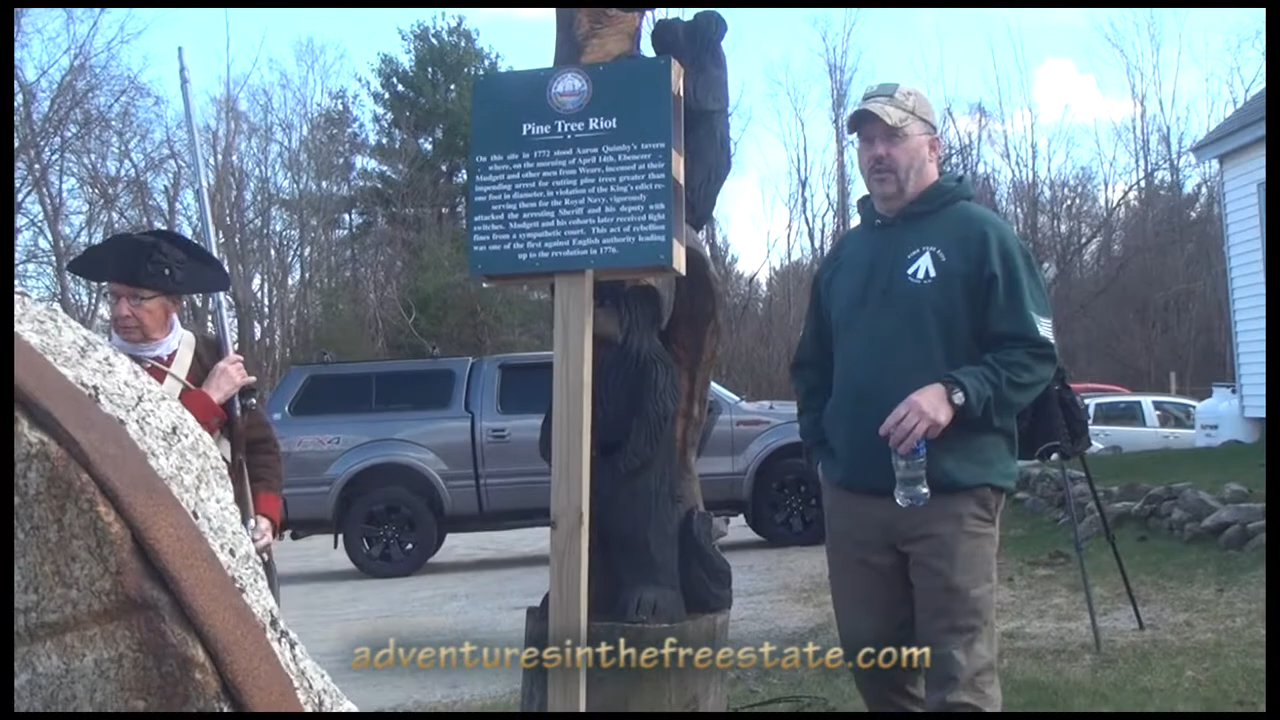 Pine Tree Riot
On this site in 1772 stood Aaron Quimby's tavern
where, on the morning of April 14th, Ebenezer
Mudgett and other men from Weare, incensed at their
impending arrest for cutting pine trees greater than
one foot in diameter, in violation of the King's edict re-
serving them for the Royal Navy, vigorously
attacked the arresting Sheriff and his deputy with
switches. Mudgett and his cohorts later received light
fines from a sympathetic court. This act of rebellion
was one of the first against English authority leading
up to the revolution in 1776.
PINE TREE RIOT
FX4
adventuresinthefreestate.com